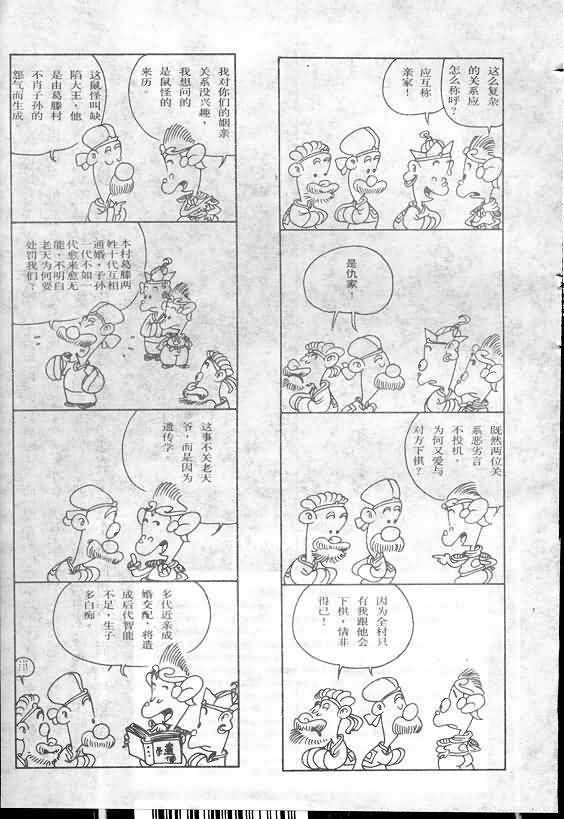 这么复杂
的关系应
怎么称呼？
应互称
亲家！
是仇家！
既然两位关
系恶劣言
不投机，
为何又爱与
对方下棋？
因为全村只
有我跟他会
下棋，情非
得已！
我对你们的姻亲
关系没兴趣，
我想问的
是鼠怪的
来历。
这鼠怪叫缺
陷大王，他
是由葛滕村
不肖子孙的
怨气而生成
本村葛滕两
姓十代互相
通婚，子孙
一代不如一
代愈来愈无
能，不明白
老天为何要
处罚我们？
这事不关老天
爷，而是因为
遗传学。
多代近亲成
婚交配，将造
成后代智能
不足，生子
多白痴。